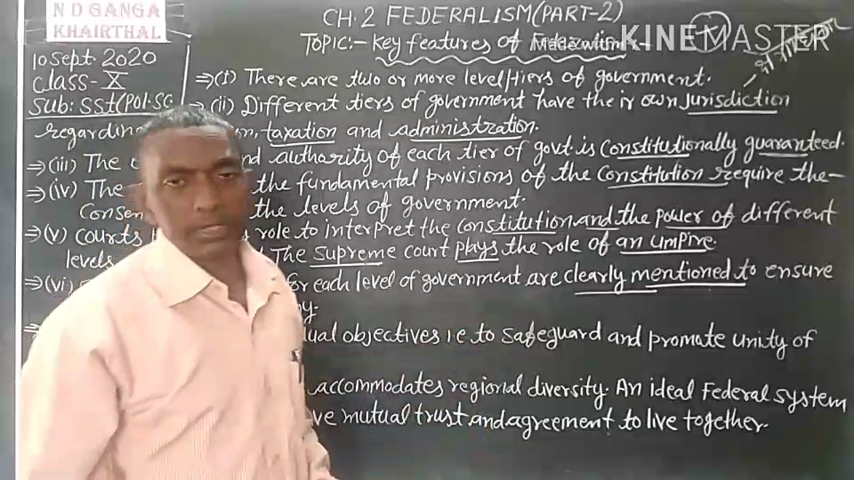 N D GANGA
KHAIRTHAL
CH.2 FEDERALISM (PART-2)
TOPIC:- Key features of
Made with KINEMASTER
10 Sept. 2020
Class-X
Sub: SSt(POl.SC
⇒(i) There are two or more level/tiers of government.
⇒(ii) Different tiers of government have the ir own jurisdiction
regarding taxation and administration.
⇒(iii) The and authority of each tier of govt is constitutionally guaranteed.
⇒(iv) The the fundamental provisions of the constitution require the-
Consen the levels of government.
⇒(v) Courts role to interpret the constitution and the power of different
levels The Supreme court plays the role of an umpire.
⇒(vi) for each level of government are clearly mentioned to ensure
ual objectives i.e to safeguard and promote unity of
accommodates regional diversity. An ideal Federal system
ve mutual trust and agreement to live together.